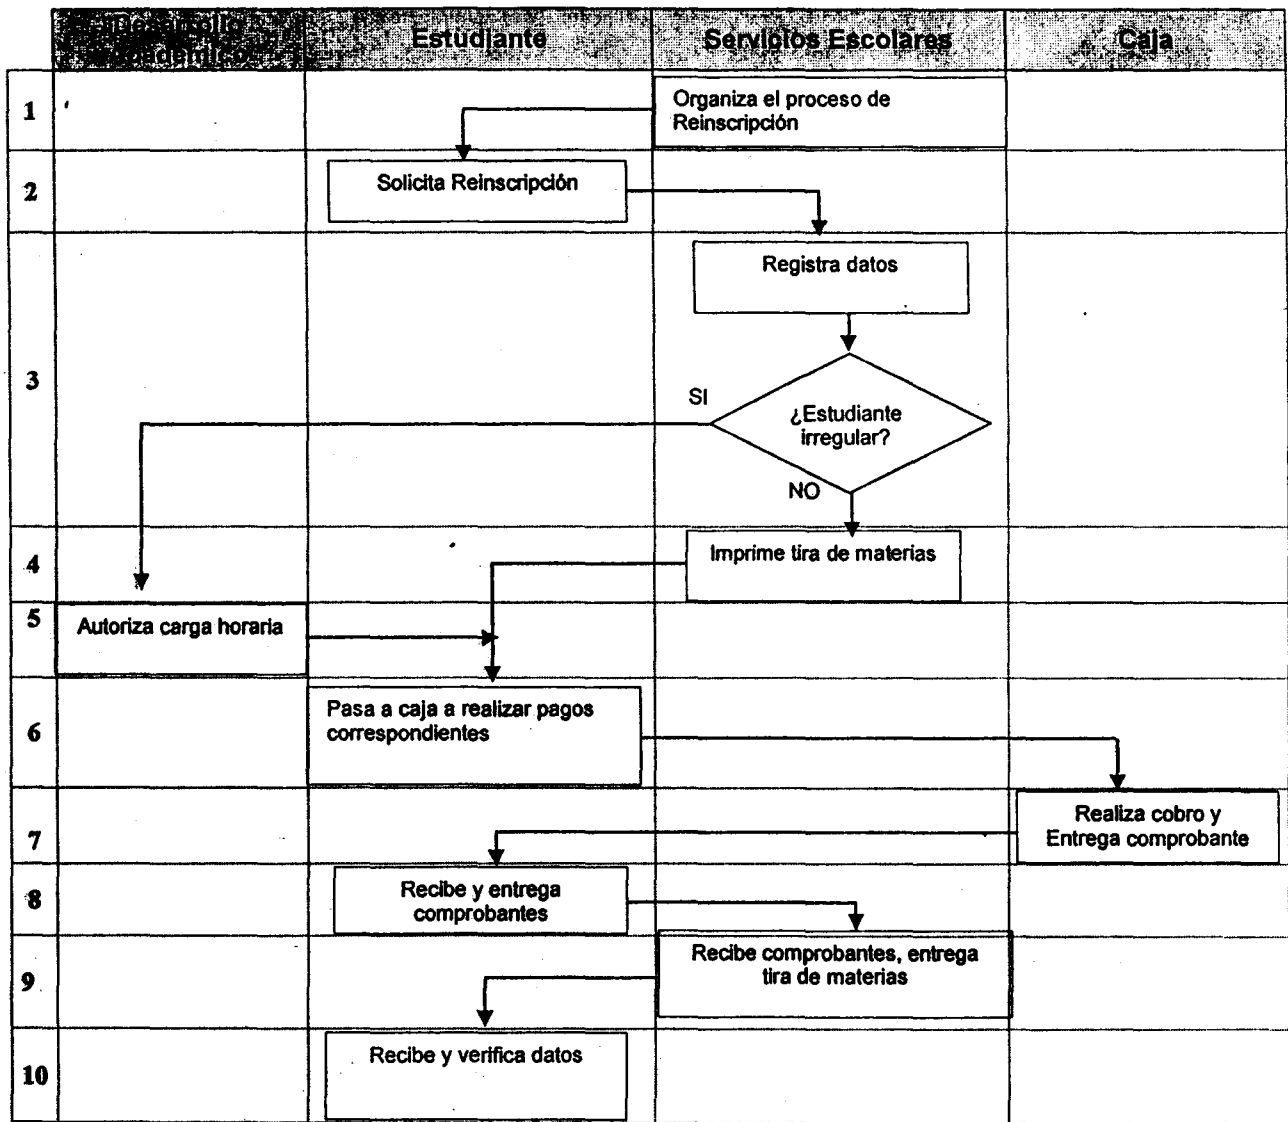 Desarrollo
Académico
Estudiante
Servicios Escolares
Caja
1
Organiza el proceso de
Reinscripción
2
Solicita Reinscripción
3
Registra datos
SI
¿Estudiante
irregular?
NO
4
Imprime tira de materias
5
Autoriza carga horaria
6
Pasa a caja a realizar pagos
correspondientes
7
Realiza cobro y
Entrega comprobante
8
Recibe y entrega
comprobantes
9
Recibe comprobantes, entrega
tira de materias
10
Recibe y verifica datos